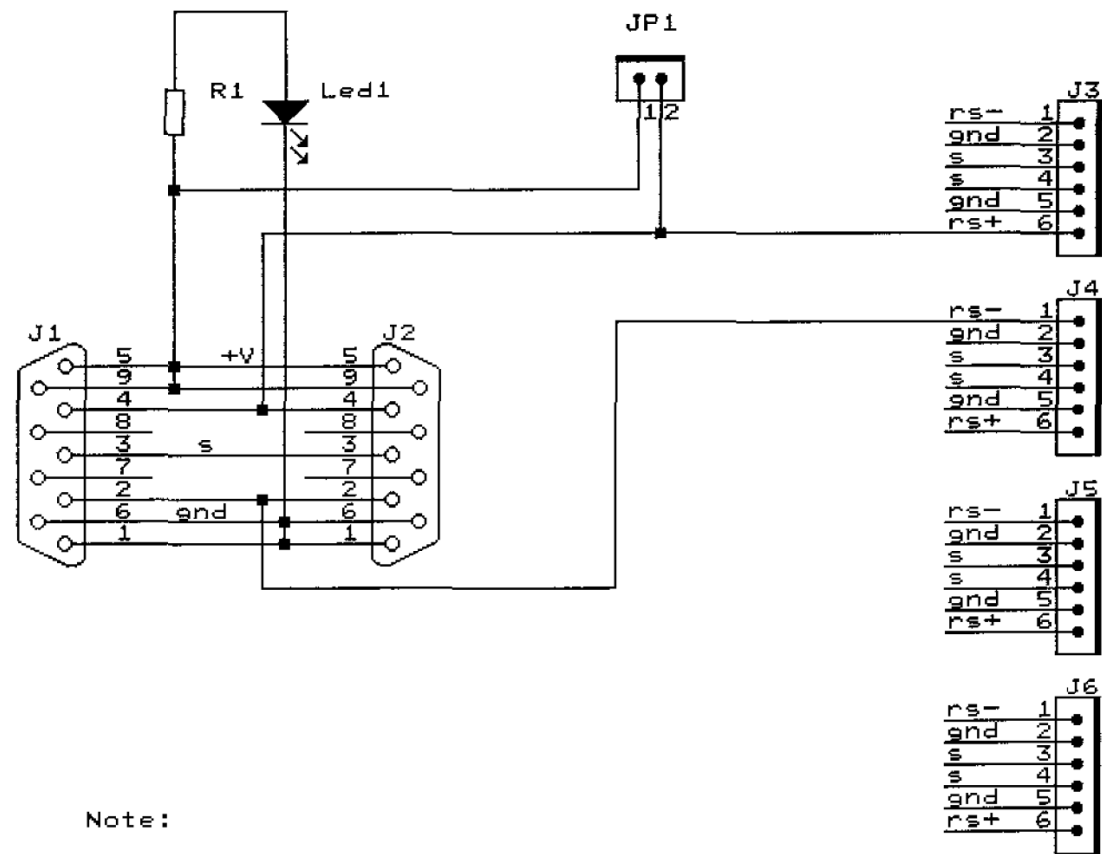 JP1
R1
Led1
12
J3
rs- 1
gnd 2
s 3
s 4
gnd 5
rs+ 6
J4
rs- 1
gnd 2
s 3
s 4
gnd 5
rs+ 6
J1
J2
5 +V 5
9 9
4 4
8 8
3 s 3
7 7
2 2
6 gnd 6
1 1
J5
rs- 1
gnd 2
s 3
s 4
gnd 5
rs+ 6
J6
rs- 1
gnd 2
s 3
s 4
gnd 5
rs+ 6
Note: